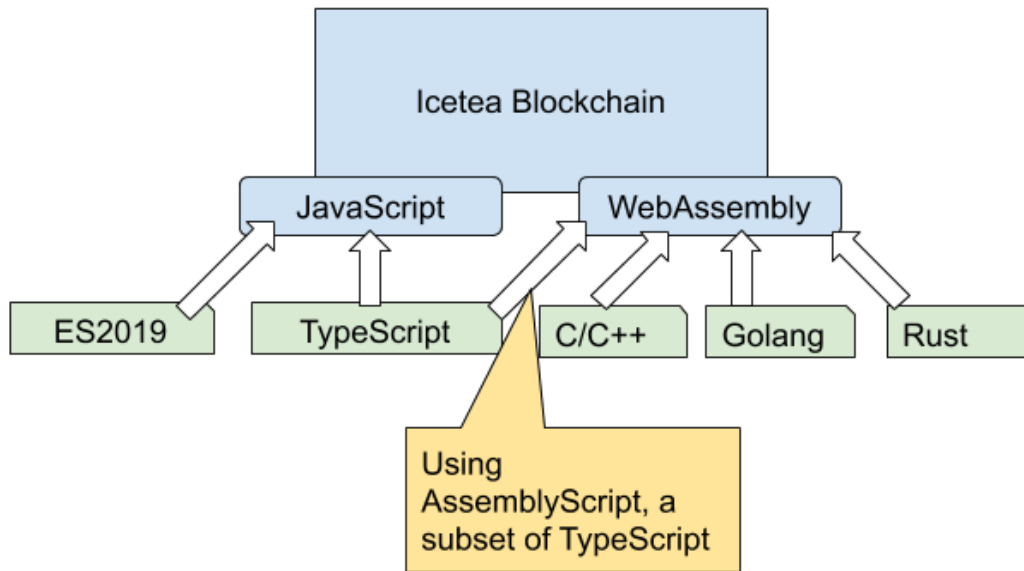 Icetea Blockchain
JavaScript
WebAssembly
ES2019
TypeScript
C/C++
Golang
Rust
Using
AssemblyScript, a
subset of TypeScript